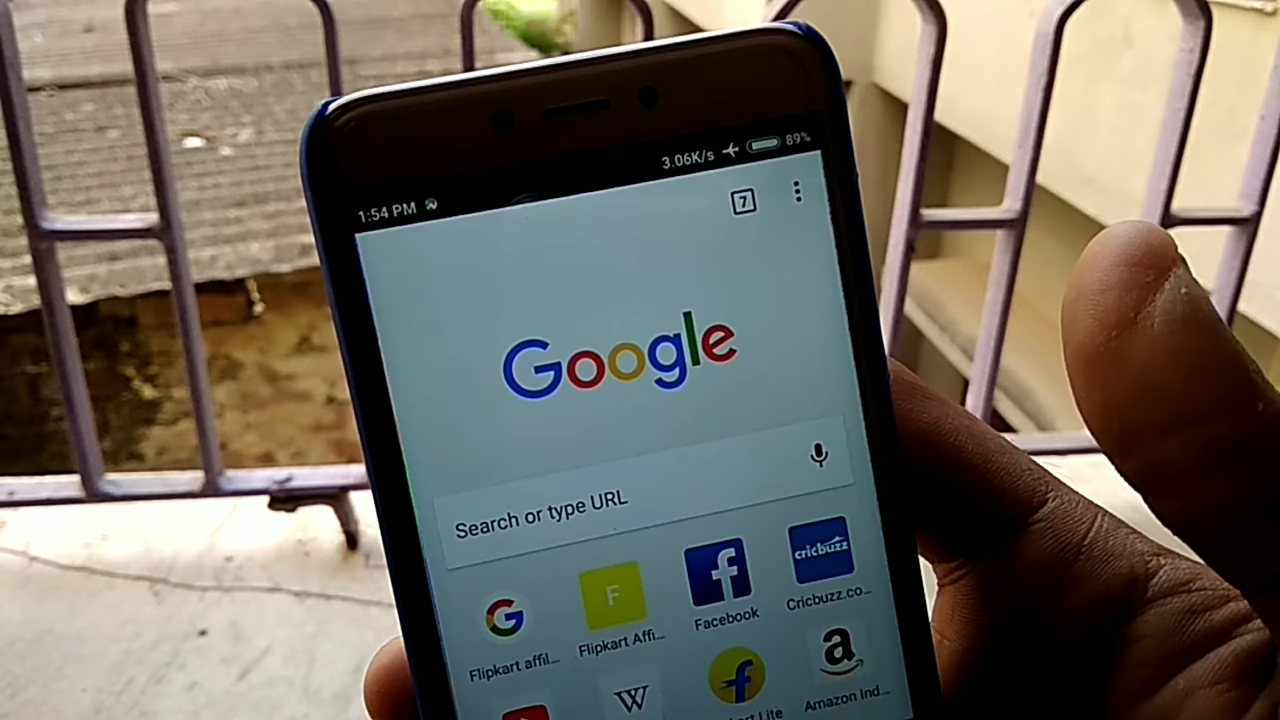 1:54 PM 3.06K/s 89%
7
Google
Search or type URL
G F f cricbuzz
Flipkart affil... Flipkart Affi... Facebook Cricbuzz.co...
W f a
Lite Amazon Ind...